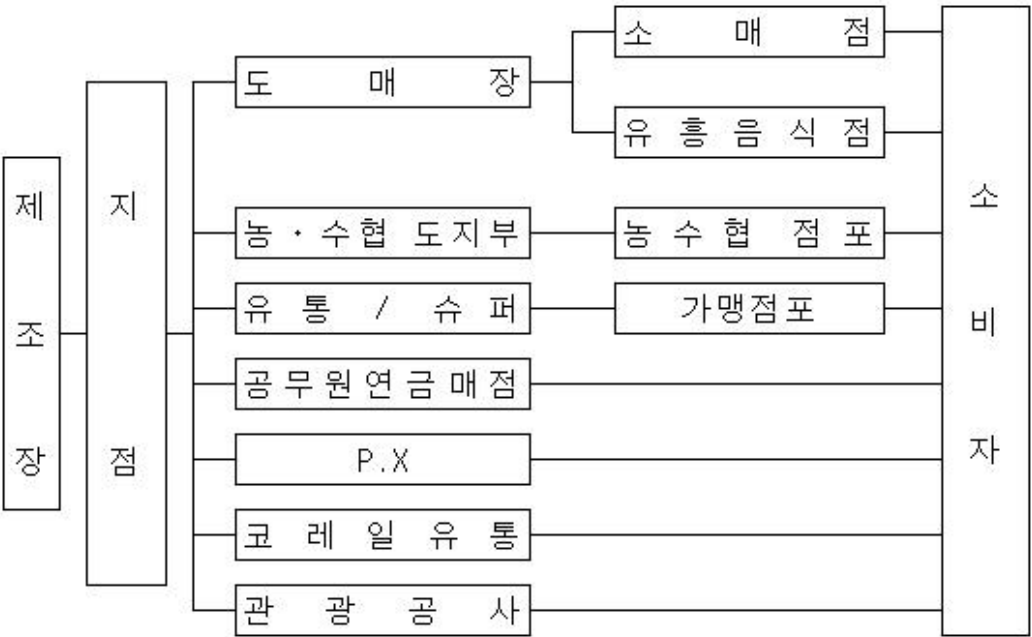 제조장
지점
도매장
소매점
유흥음식점
농·수협 도지부
농수협 점포
유통/슈퍼
가맹점포
공무원연금매점
P.X
코레일유통
관광공사
소비자